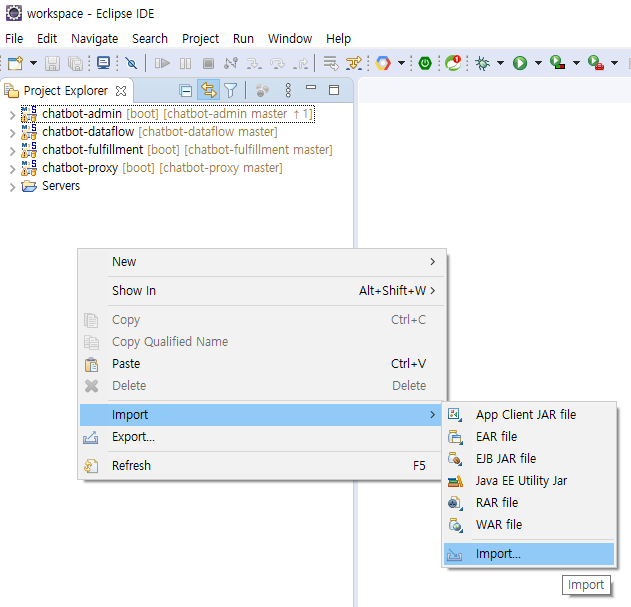 workspace - Eclipse IDE
File Edit Navigate Search Project Run Window Help
Project Explorer
chatbot-admin [boot] [chatbot-admin master ↑1]
chatbot-dataflow [chatbot-dataflow master]
chatbot-fulfillment [boot] [chatbot-fulfillment master]
chatbot-proxy [boot] [chatbot-proxy master]
Servers
New
Show In Alt+Shift+W
Copy Ctrl+C
Copy Qualified Name
Paste Ctrl+V
Delete Delete
Import
Export...
Refresh F5
App Client JAR file
EAR file
EJB JAR file
Java EE Utility Jar
RAR file
WAR file
Import...
Import